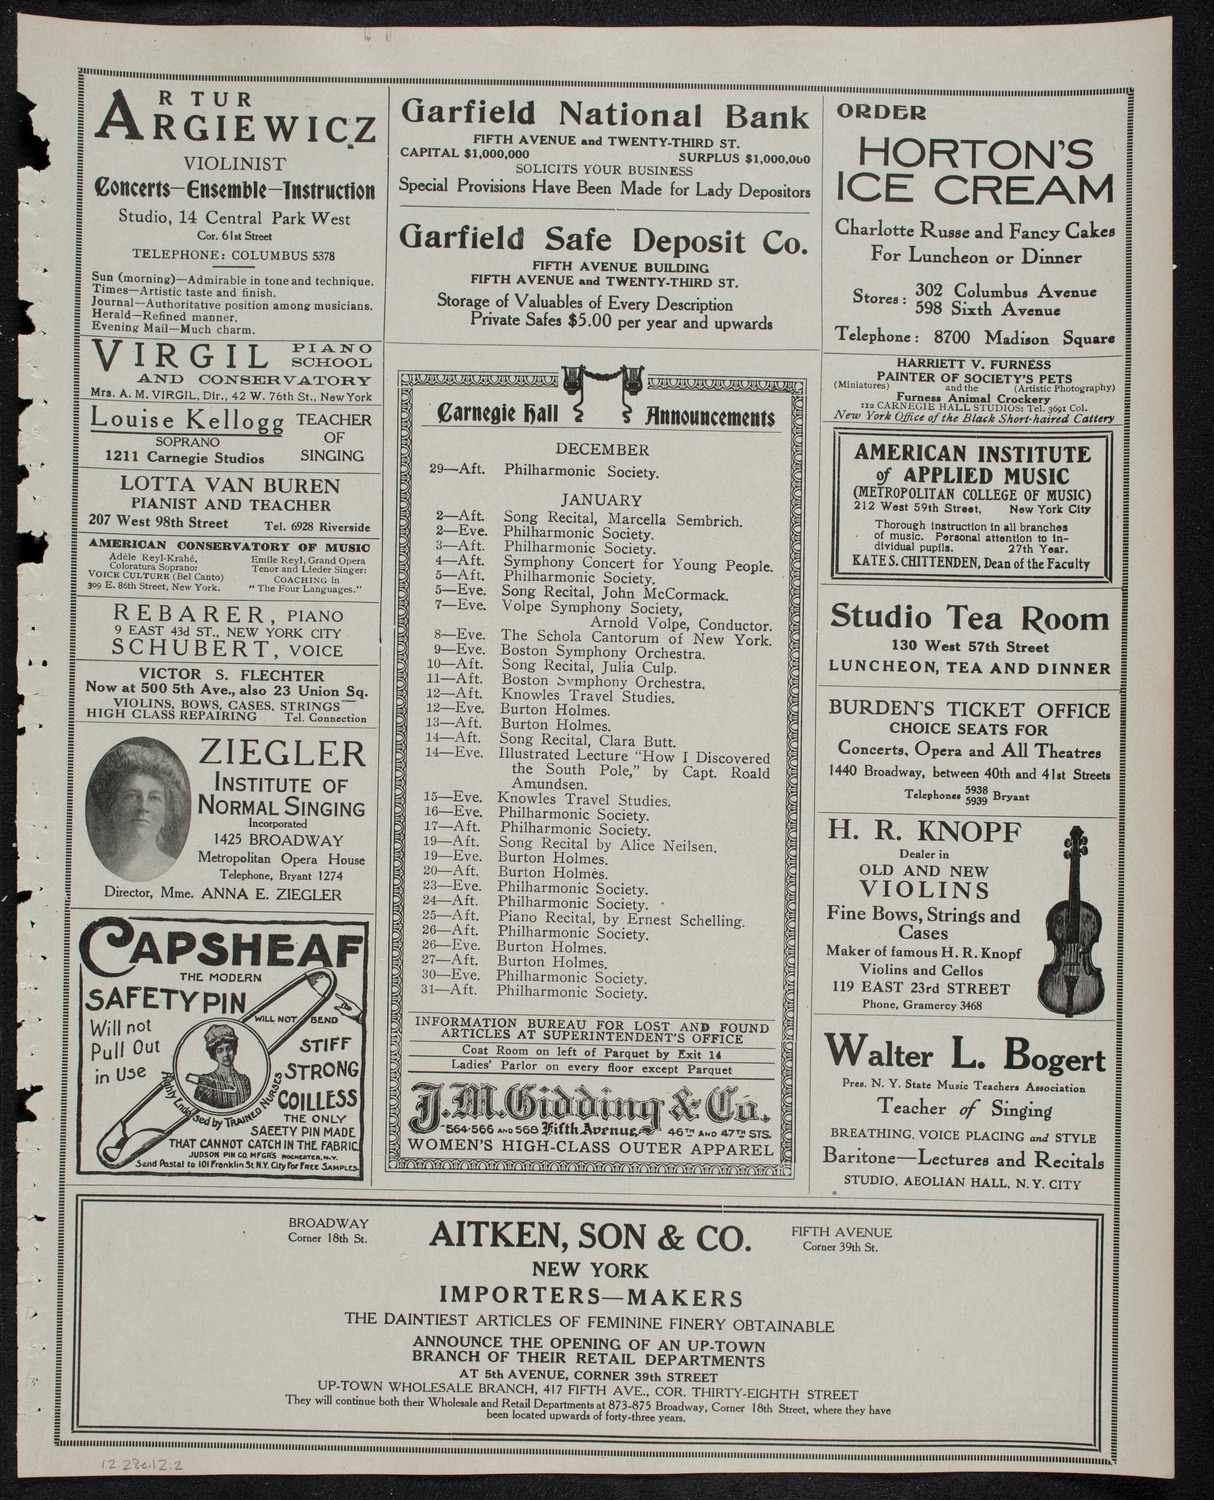 ARTUR
ARGIEWICZ
VIOLINIST
Concerts—Ensemble—Instruction
Studio, 14 Central Park West
Cor. 61st Street
TELEPHONE: COLUMBUS 5378
Sun (morning)—Admirable in tone and technique.
Times—Artistic taste and finish.
Journal—Authoritative position among musicians.
Herald—Refined manner.
Evening Mail—Much charm.
VIRGIL PIANO SCHOOL
AND CONSERVATORY
Mrs. A. M. VIRGIL, Dir., 42 W. 76th St., New York
Louise Kellogg TEACHER
SOPRANO OF
1211 Carnegie Studios SINGING
LOTTA VAN BUREN
PIANIST AND TEACHER
207 West 98th Street Tel. 6928 Riverside
AMERICAN CONSERVATORY OF MUSIC
Adèle Reyl-Krahé,
Coloratura Soprano
VOICE CULTURE (Bel Canto)
309 E. 86th Street, New York.
Emile Reyl, Grand Opera
Tenor and Lieder Singer:
COACHING in
"The Four Languages."
REBARER, PIANO
9 EAST 43d ST., NEW YORK CITY
SCHUBERT, VOICE
VICTOR S. FLECHTER
Now at 500 5th Ave., also 23 Union Sq.
VIOLINS, BOWS, CASES, STRINGS
HIGH CLASS REPAIRING Tel. Connection
ZIEGLER
INSTITUTE OF
NORMAL SINGING
Incorporated
1425 BROADWAY
Metropolitan Opera House
Telephone, Bryant 1274
Director, Mme. ANNA E. ZIEGLER
CAPSHEAF
THE MODERN
SAFETY PIN
WILL NOT BEND
Will not
Pull Out
in Use
STIFF
STRONG
COILLESS
Highly Endorsed by TRAINED NURSES
THE ONLY
SAFETY PIN MADE
THAT CANNOT CATCH IN THE FABRIC.
JUDSON PIN CO. MFGRS ROCHESTER, N.Y.
Send Postal to 101 Franklin St. N.Y. City For FREE SAMPLES.
Garfield National Bank
FIFTH AVENUE and TWENTY-THIRD ST.
CAPITAL $1,000,000 SURPLUS $1,000,000
SOLICITS YOUR BUSINESS
Special Provisions Have Been Made for Lady Depositors
Garfield Safe Deposit Co.
FIFTH AVENUE BUILDING
FIFTH AVENUE and TWENTY-THIRD ST.
Storage of Valuables of Every Description
Private Safes $5.00 per year and upwards
Carnegie Hall Announcements
DECEMBER
29—Aft. Philharmonic Society.
JANUARY
2—Aft. Song Recital, Marcella Sembrich.
2—Eve. Philharmonic Society.
3—Aft. Philharmonic Society.
4—Aft. Symphony Concert for Young People.
5—Aft. Philharmonic Society.
5—Eve. Song Recital, John McCormack.
7—Eve. Volpe Symphony Society,
Arnold Volpe, Conductor.
8—Eve. The Schola Cantorum of New York.
9—Eve. Boston Symphony Orchestra.
10—Aft. Song Recital, Julia Culp.
11—Aft. Boston Symphony Orchestra.
12—Aft. Knowles Travel Studies.
12—Eve. Burton Holmes.
13—Aft. Burton Holmes.
14—Aft. Song Recital, Clara Butt.
14—Eve. Illustrated Lecture "How I Discovered
the South Pole," by Capt. Roald
Amundsen.
15—Eve. Knowles Travel Studies.
16—Eve. Philharmonic Society.
17—Aft. Philharmonic Society.
19—Aft. Song Recital by Alice Neilsen.
19—Eve. Burton Holmes.
20—Aft. Burton Holmes.
23—Eve. Philharmonic Society.
24—Aft. Philharmonic Society.
25—Aft. Piano Recital, by Ernest Schelling.
26—Aft. Philharmonic Society.
26—Eve. Burton Holmes.
27—Aft. Burton Holmes.
30—Eve. Philharmonic Society.
31—Aft. Philharmonic Society.
INFORMATION BUREAU FOR LOST AND FOUND
ARTICLES AT SUPERINTENDENT'S OFFICE
Coat Room on left of Parquet by Exit 14
Ladies' Parlor on every floor except Parquet
J. M. Gidding & Co.
564-566 AND 568 Fifth Avenue, 46TH AND 47TH STS.
WOMEN'S HIGH-CLASS OUTER APPAREL
ORDER
HORTON'S
ICE CREAM
Charlotte Russe and Fancy Cakes
For Luncheon or Dinner
Stores: 302 Columbus Avenue
598 Sixth Avenue
Telephone: 8700 Madison Square
HARRIETT V. FURNESS
PAINTER OF SOCIETY'S PETS
(Miniatures) and the (Artistic Photography)
Furness Animal Crockery
112 CARNEGIE HALL STUDIOS: Tel. 3691 Col.
New York Office of the Black Short-haired Cattery
AMERICAN INSTITUTE
of APPLIED MUSIC
(METROPOLITAN COLLEGE OF MUSIC)
212 West 59th Street, New York City
Thorough instruction in all branches
of music. Personal attention to in-
dividual pupils. 27th Year.
KATE S. CHITTENDEN, Dean of the Faculty
Studio Tea Room
130 West 57th Street
LUNCHEON, TEA AND DINNER
BURDEN'S TICKET OFFICE
CHOICE SEATS FOR
Concerts, Opera and All Theatres
1440 Broadway, between 40th and 41st Streets
Telephones 5938 5939 Bryant
H. R. KNOPF
Dealer in
OLD AND NEW
VIOLINS
Fine Bows, Strings and
Cases
Maker of famous H. R. Knopf
Violins and Cellos
119 EAST 23rd STREET
Phone, Gramercy 3468
Walter L. Bogert
Pres. N. Y. State Music Teachers Association
Teacher of Singing
BREATHING, VOICE PLACING and STYLE
Baritone—Lectures and Recitals
STUDIO, AEOLIAN HALL, N. Y. CITY
BROADWAY
Corner 18th St.
AITKEN, SON & CO.
FIFTH AVENUE
Corner 39th St.
NEW YORK
IMPORTERS—MAKERS
THE DAINTIEST ARTICLES OF FEMININE FINERY OBTAINABLE
ANNOUNCE THE OPENING OF AN UP-TOWN
BRANCH OF THEIR RETAIL DEPARTMENTS
AT 5th AVENUE, CORNER 39th STREET
UP-TOWN WHOLESALE BRANCH, 417 FIFTH AVE., COR. THIRTY-EIGHTH STREET
They will continue both their Wholesale and Retail Departments at 873-875 Broadway, Corner 18th Street, where they have
been located upwards of forty-three years.
12.28e.12.2